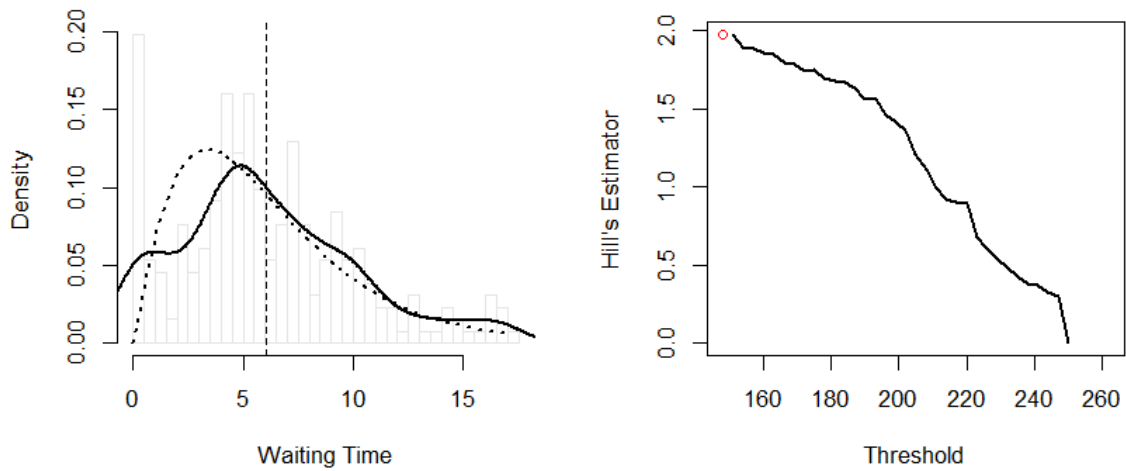 Density
0.00 0.05 0.10 0.15 0.20
0 5 10 15
Waiting Time
Hill's Estimator
0.0 0.5 1.0 1.5 2.0
160 180 200 220 240 260
Threshold